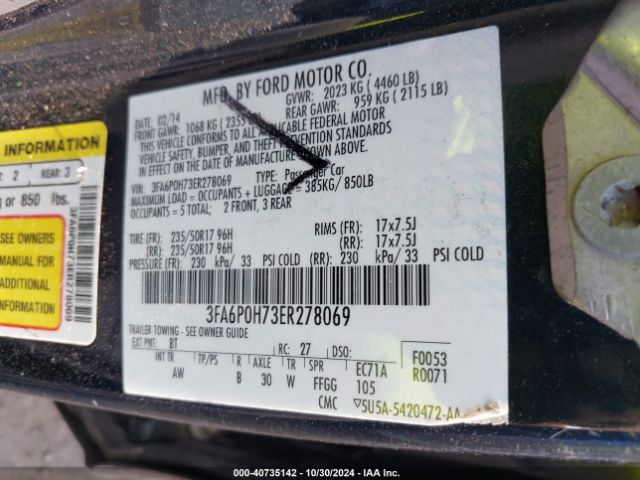 INFORMATION
2 REAR: 3
g or 850 lbs.
SEE OWNERS
MANUAL FOR
ADDITIONAL
INFORMATION
3FA6P0H73ER278069
MFD. BY FORD MOTOR CO.
DATE: 02/14 GVWR: 2023 KG (4460 LB)
FRONT GAWR: 1068 KG (2355 REAR GAWR: 959 KG (2115 LB)
THIS VEHICLE CONFORMS TO ALL APPLICABLE FEDERAL MOTOR
VEHICLE SAFETY, BUMPER, AND THEFT PREVENTION STANDARDS
IN EFFECT ON THE DATE OF MANUFACTURE SHOWN ABOVE.
VIN: 3FA6P0H73ER278069 TYPE: Passenger Car
MAXIMUM LOAD = OCCUPANTS + LUGGAGE = 385KG/ 850LB
OCCUPANTS = 5 TOTAL; 2 FRONT, 3 REAR
TIRE (FR): 235/50R17 96H RIMS (FR): 17x7.5J
(RR): 235/50R17 96H (RR): 17x7.5J
PRESSURE (FR): 230 kPa/ 33 PSI COLD (RR): 230 kPa/ 33 PSI COLD
3FA6P0H73ER278069
TRAILER TOWING - SEE OWNER GUIDE
EXT PNT: BT RC: 27 DSO: F0053
INT TR TP/PS R AXLE TR SPR EC71A R0071
AW B 30 W FFGG 105
CMC 5U5A-5420472-AA
000-40735142 - 10/30/2024 - IAA Inc.